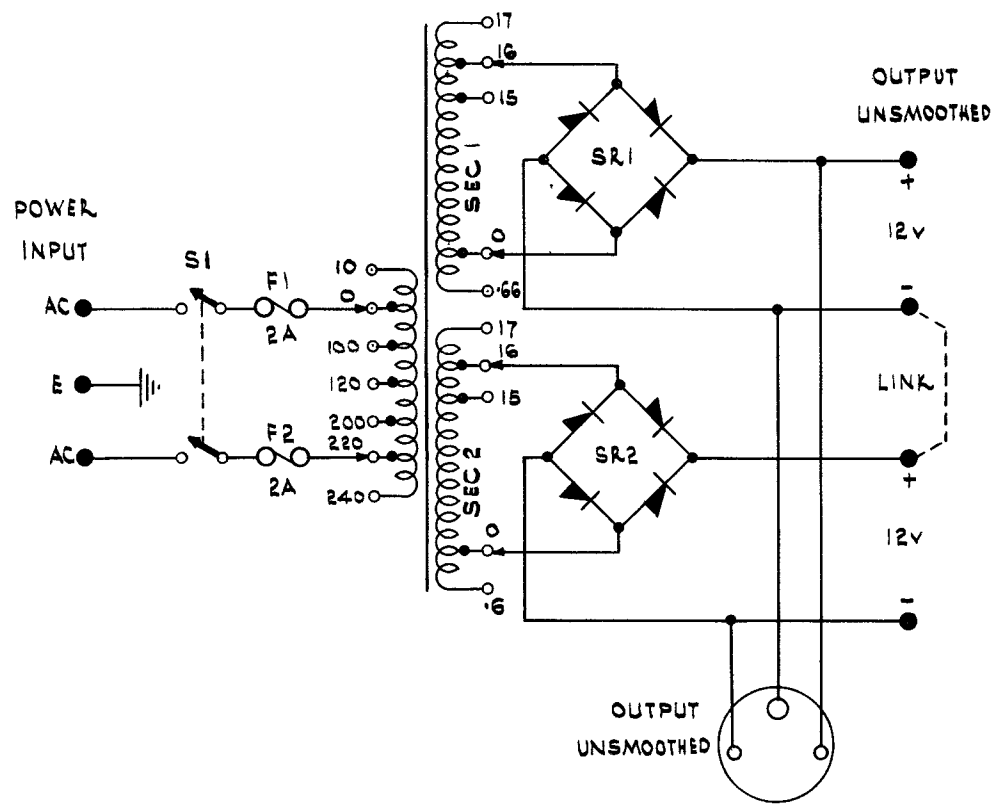 17
16
15
SEC 1
0
.66
SR1
OUTPUT
UNSMOOTHED
+
12v
-
POWER
INPUT
S1
F1
AC
2A
E
F2
AC
2A
10
0
100
120
200
220
240
17
16
15
SEC 2
0
.6
SR2
LINK
+
12v
-
OUTPUT
UNSMOOTHED